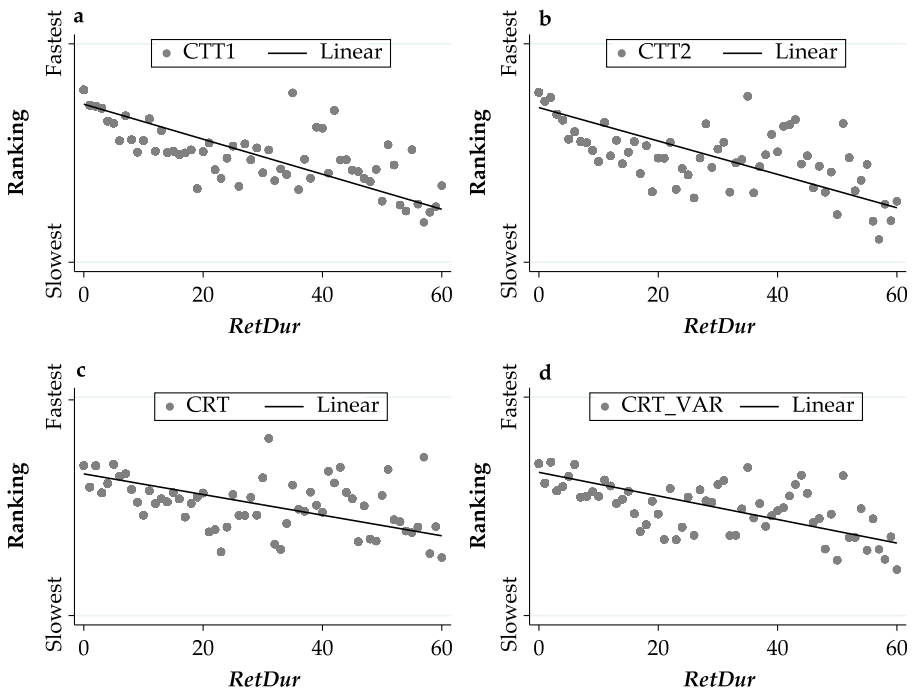 a
Fastest
CTT1 Linear
Ranking
Slowest
0 20 40 60
RetDur
b
Fastest
CTT2 Linear
Ranking
Slowest
0 20 40 60
RetDur
c
Fastest
CRT Linear
Ranking
Slowest
0 20 40 60
RetDur
d
Fastest
CRT_VAR Linear
Ranking
Slowest
0 20 40 60
RetDur